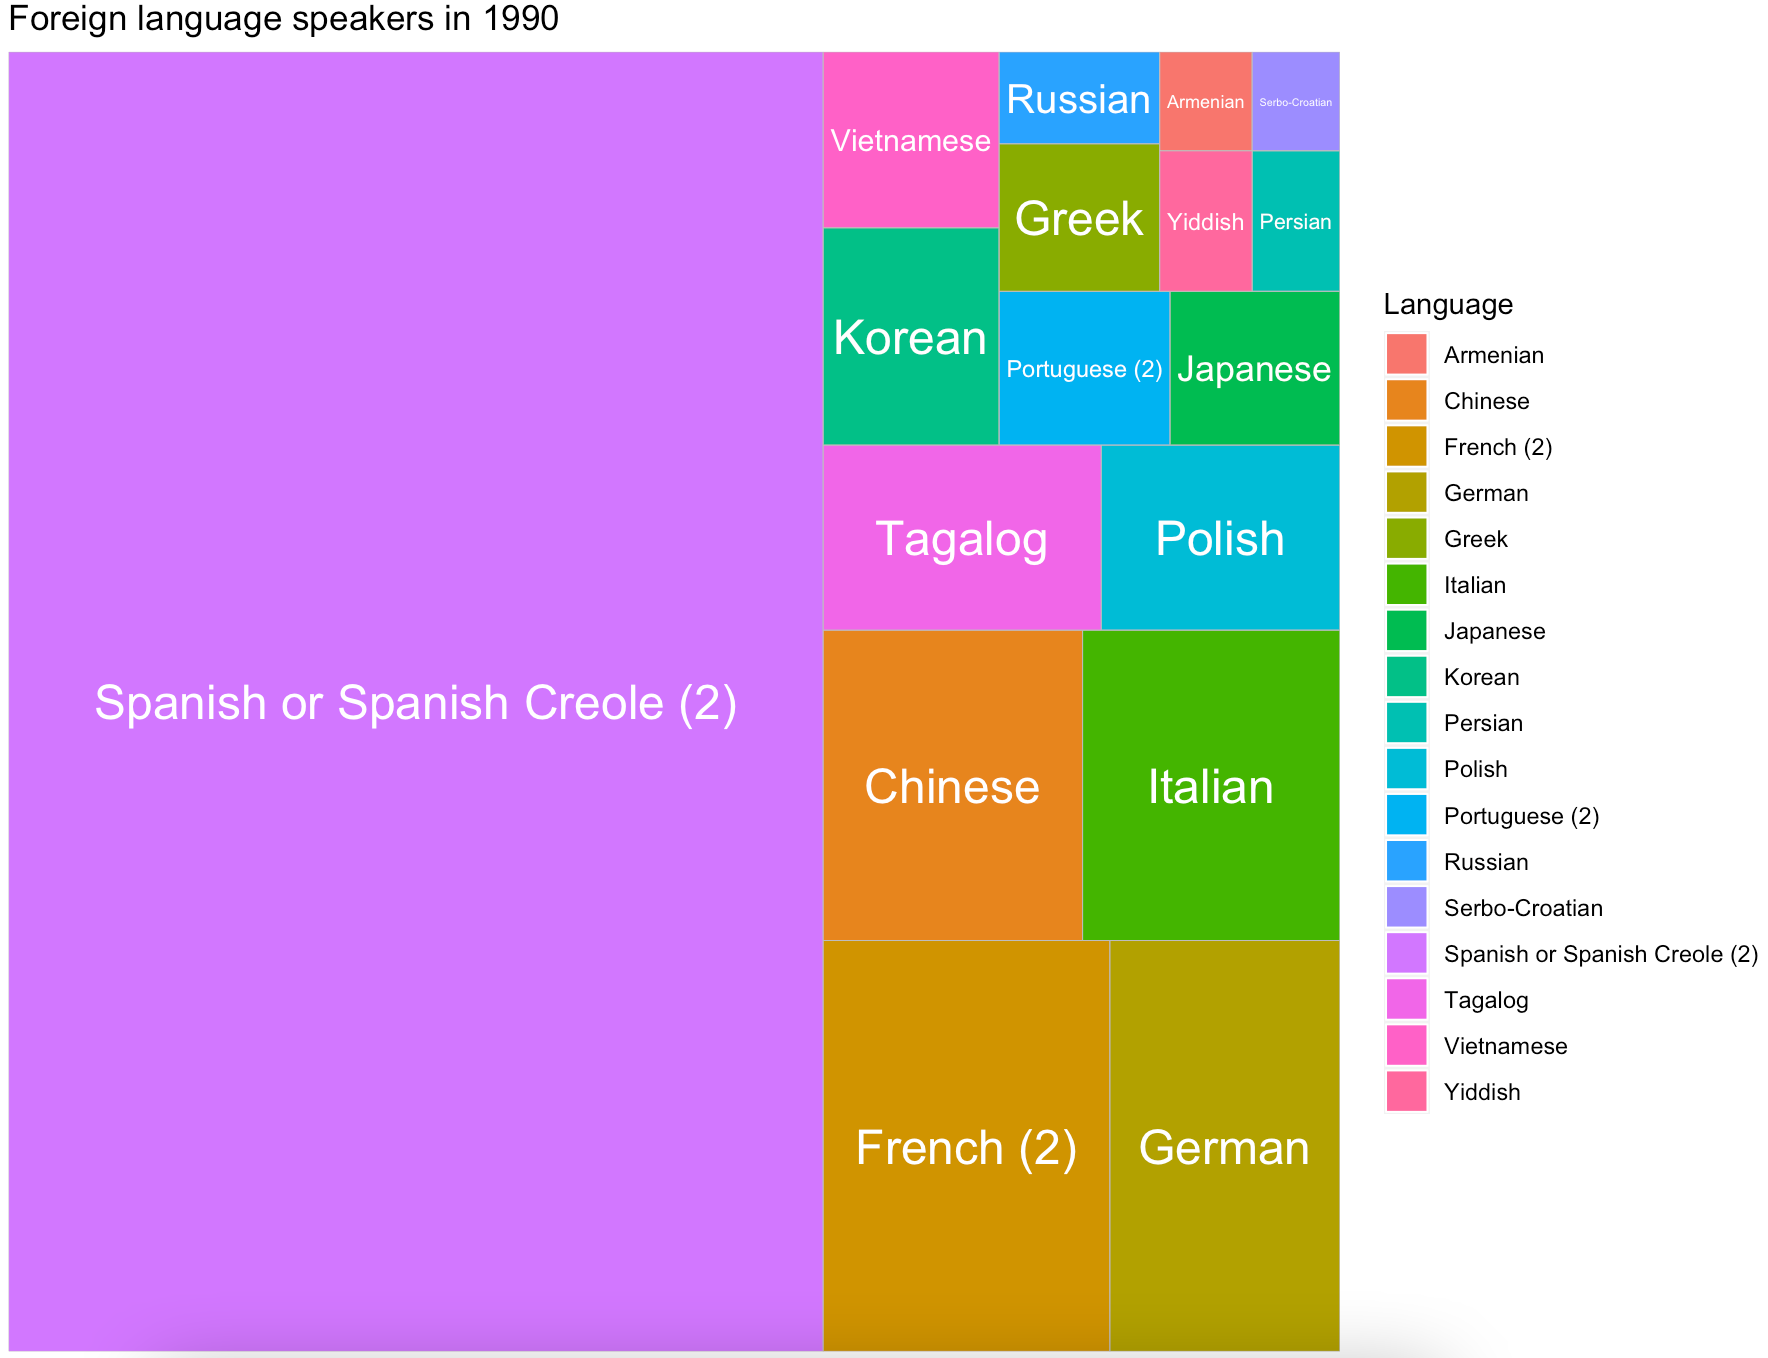 Foreign language speakers in 1990
Spanish or Spanish Creole (2)
Vietnamese
Russian
Armenian
Serbo-Croatian
Greek
Yiddish
Persian
Korean
Portuguese (2)
Japanese
Tagalog
Polish
Chinese
Italian
French (2)
German
Language
Armenian
Chinese
French (2)
German
Greek
Italian
Japanese
Korean
Persian
Polish
Portuguese (2)
Russian
Serbo-Croatian
Spanish or Spanish Creole (2)
Tagalog
Vietnamese
Yiddish